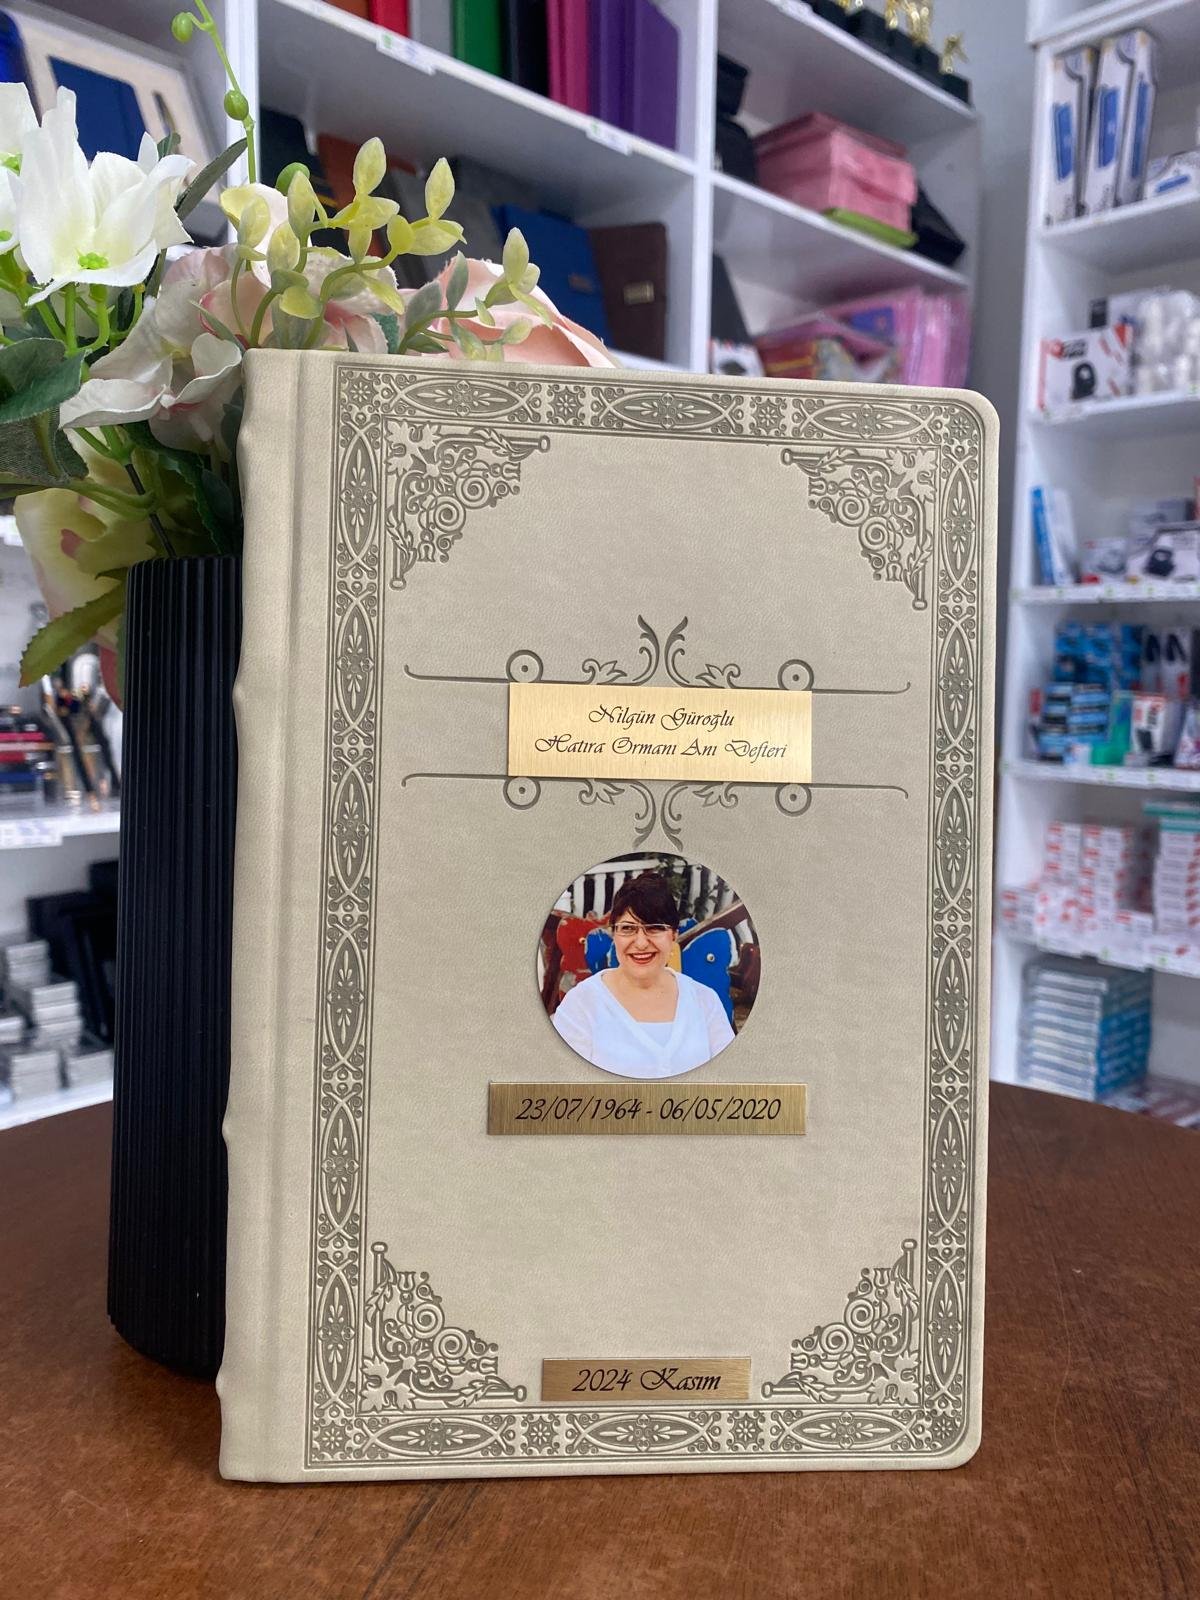 Nilgün Güroğlu
Hatıra Ormanı Anı Defteri
23/07/1964 - 06/05/2020
2024 Kasım